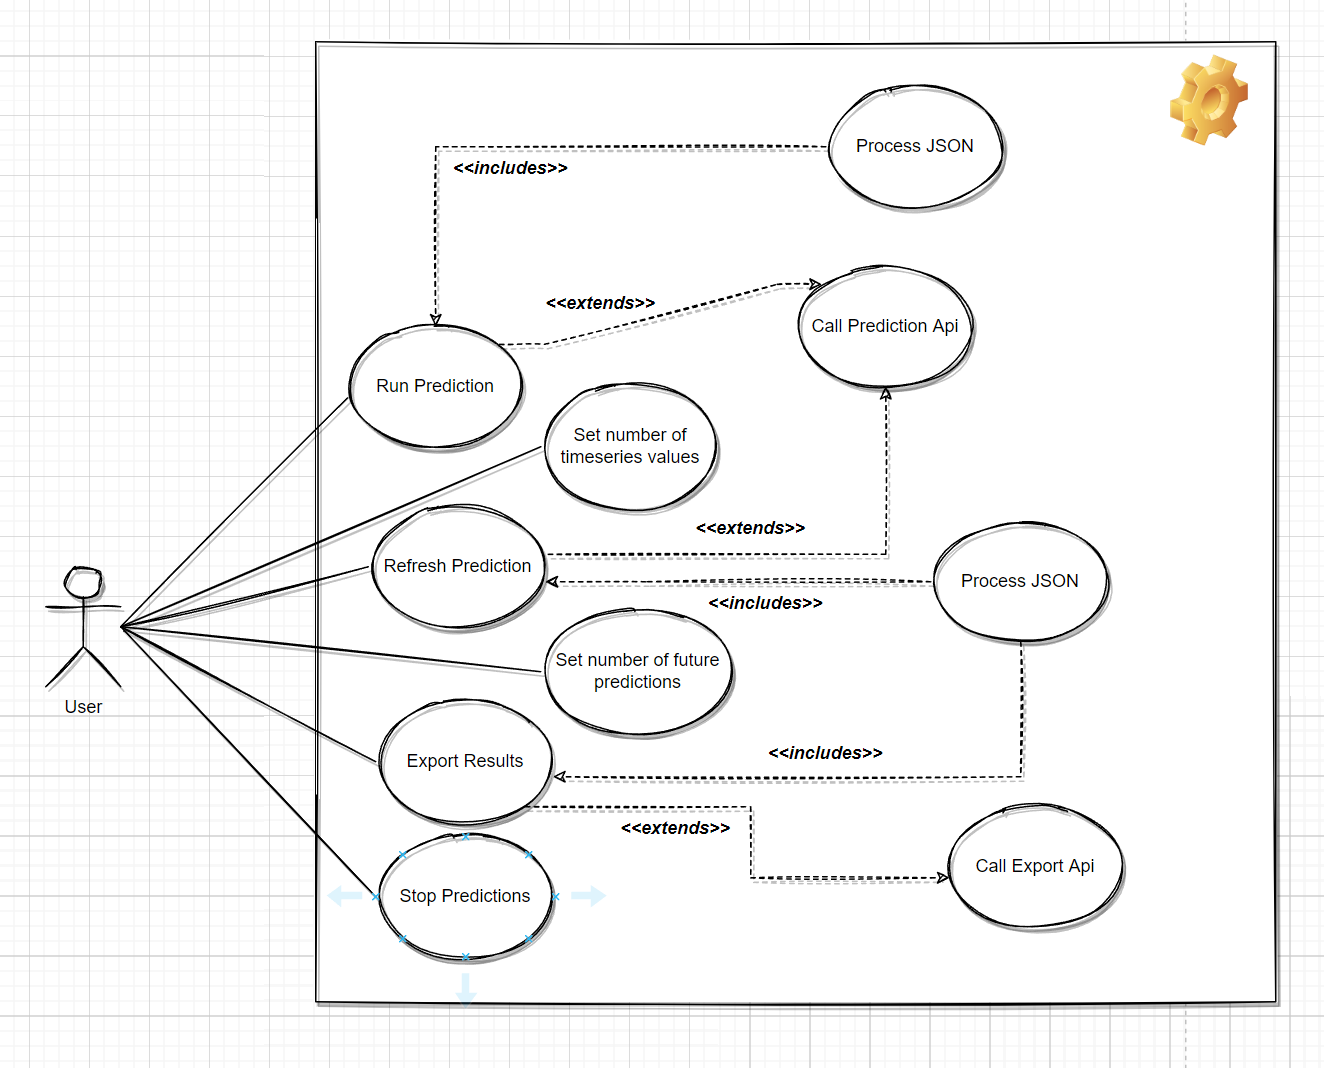 Process JSON
<<includes>>
<<extends>>
Call Prediction Api
Run Prediction
Set number of
timeseries values
<<extends>>
Refresh Prediction
Process JSON
<<includes>>
Set number of future
predictions
User
<<includes>>
Export Results
<<extends>>
Call Export Api
Stop Predictions